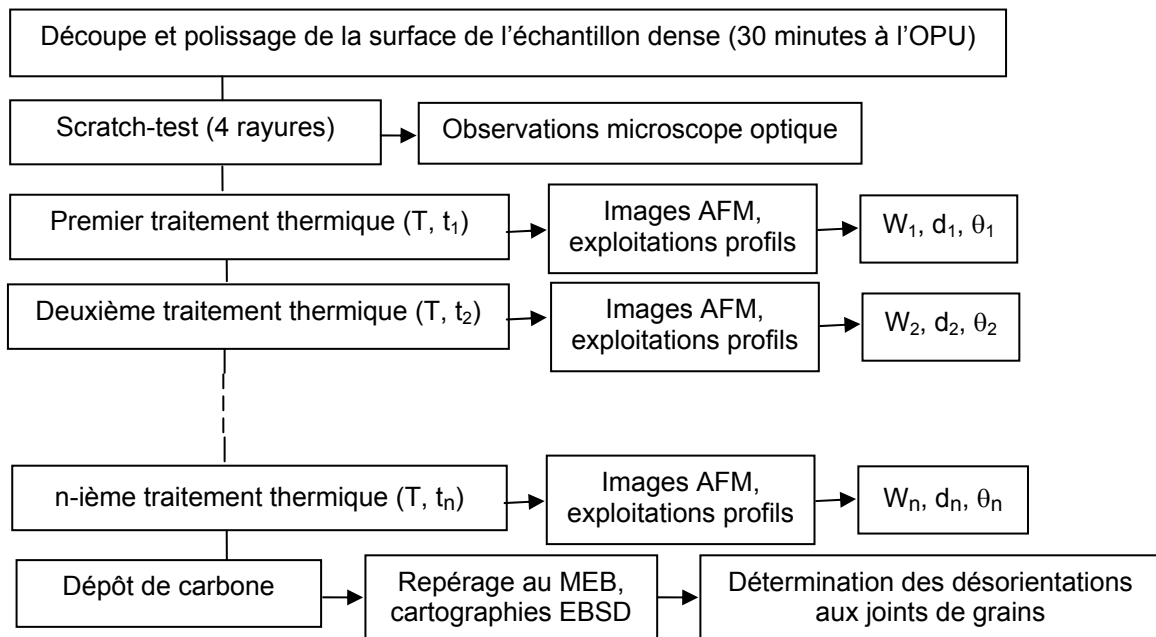 Découpe et polissage de la surface de l’échantillon dense (30 minutes à l’OPU)
Scratch-test (4 rayures)
Observations microscope optique
Premier traitement thermique (T, t₁)
Images AFM,
exploitations profils
W₁, d₁, θ₁
Deuxième traitement thermique (T, t₂)
Images AFM,
exploitations profils
W₂, d₂, θ₂
n-ième traitement thermique (T, tₙ)
Images AFM,
exploitations profils
Wₙ, dₙ, θₙ
Dépôt de carbone
Repérage au MEB,
cartographies EBSD
Détermination des désorientations
aux joints de grains